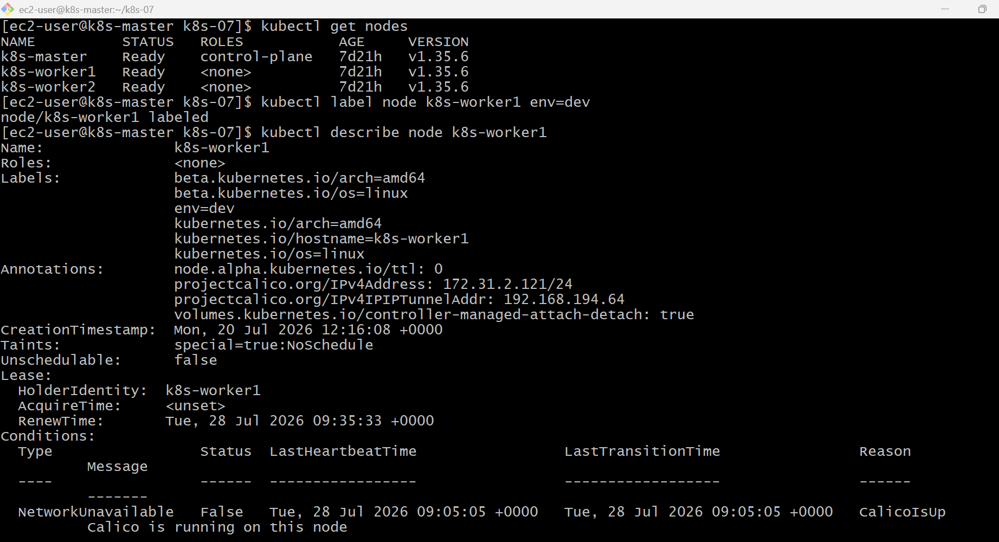 ec2-user@k8s-master:~/k8s-07
[ec2-user@k8s-master k8s-07]$ kubectl get nodes
NAME          STATUS   ROLES           AGE     VERSION
k8s-master    Ready    control-plane   7d21h   v1.35.6
k8s-worker1   Ready    <none>          7d21h   v1.35.6
k8s-worker2   Ready    <none>          7d21h   v1.35.6
[ec2-user@k8s-master k8s-07]$ kubectl label node k8s-worker1 env=dev
node/k8s-worker1 labeled
[ec2-user@k8s-master k8s-07]$ kubectl describe node k8s-worker1
Name:               k8s-worker1
Roles:              <none>
Labels:             beta.kubernetes.io/arch=amd64
                    beta.kubernetes.io/os=linux
                    env=dev
                    kubernetes.io/arch=amd64
                    kubernetes.io/hostname=k8s-worker1
                    kubernetes.io/os=linux
Annotations:        node.alpha.kubernetes.io/ttl: 0
                    projectcalico.org/IPv4Address: 172.31.2.121/24
                    projectcalico.org/IPv4IPIPTunnelAddr: 192.168.194.64
                    volumes.kubernetes.io/controller-managed-attach-detach: true
CreationTimestamp:  Mon, 20 Jul 2026 12:16:08 +0000
Taints:             special=true:NoSchedule
Unschedulable:      false
Lease:
  HolderIdentity:  k8s-worker1
  AcquireTime:     <unset>
  RenewTime:       Tue, 28 Jul 2026 09:35:33 +0000
Conditions:
  Type                 Status  LastHeartbeatTime                 LastTransitionTime                Reason
          Message
  ----                 ------  -----------------                 ------------------                ------
          -------
  NetworkUnavailable   False   Tue, 28 Jul 2026 09:05:05 +0000   Tue, 28 Jul 2026 09:05:05 +0000   CalicoIsUp
          Calico is running on this node